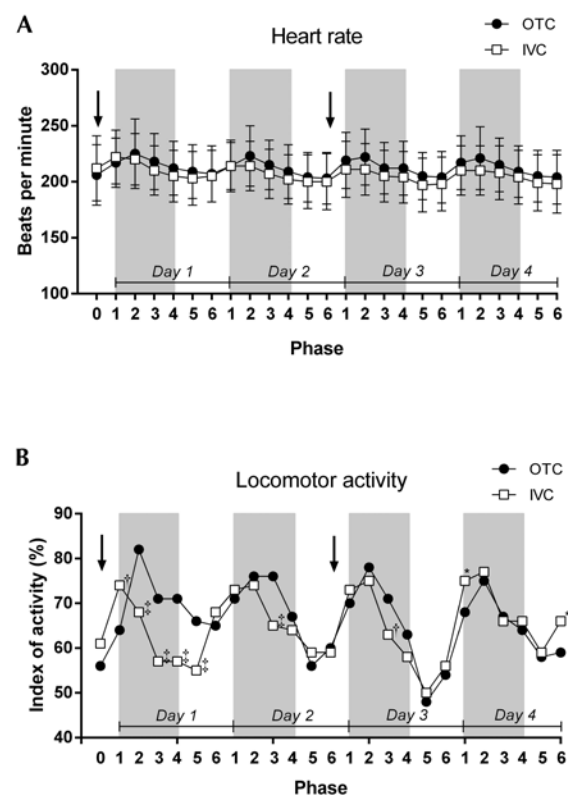 A
Heart rate
OTC
IVC
300
250
200
150
100
Beats per minute
Day 1 Day 2 Day 3 Day 4
0 1 2 3 4 5 6 1 2 3 4 5 6 1 2 3 4 5 6 1 2 3 4 5 6
Phase
B
Locomotor activity
OTC
IVC
90
80
70
60
50
40
Index of activity (%)
† ‡ ‡ ‡ ‡ ‡ † * *
Day 1 Day 2 Day 3 Day 4
0 1 2 3 4 5 6 1 2 3 4 5 6 1 2 3 4 5 6 1 2 3 4 5 6
Phase